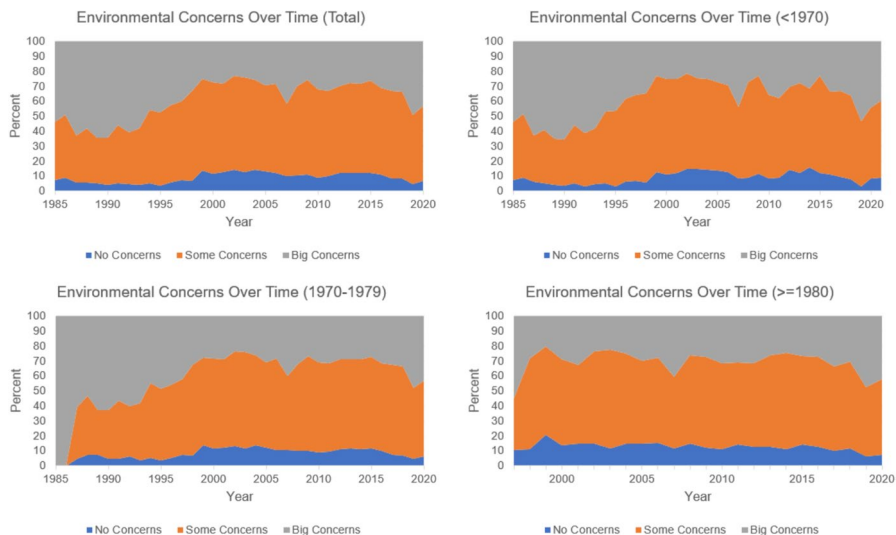 Environmental Concerns Over Time (Total)
100
90
80
70
60
50
40
30
20
10
0
Percent
1985 1990 1995 2000 2005 2010 2015 2020
Year
No Concerns Some Concerns Big Concerns
Environmental Concerns Over Time (<1970)
100
90
80
70
60
50
40
30
20
10
0
Percent
1985 1990 1995 2000 2005 2010 2015 2020
Year
No Concerns Some Concerns Big Concerns
Environmental Concerns Over Time (1970-1979)
100
90
80
70
60
50
40
30
20
10
0
Percent
1985 1990 1995 2000 2005 2010 2015 2020
Year
No Concerns Some Concerns Big Concerns
Environmental Concerns Over Time (>=1980)
100
90
80
70
60
50
40
30
20
10
0
Percent
2000 2005 2010 2015 2020
Year
No Concerns Some Concerns Big Concerns